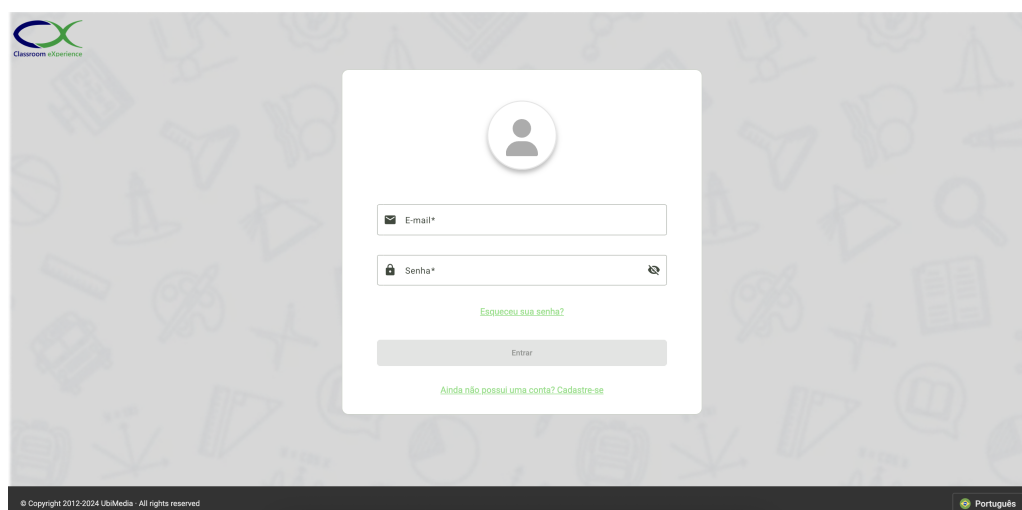 Classroom eXperience
E-mail*
Senha*
Esqueceu sua senha?
Entrar
Ainda não possui uma conta? Cadastre-se
© Copyright 2012-2024 UbiMedia - All rights reserved
Português